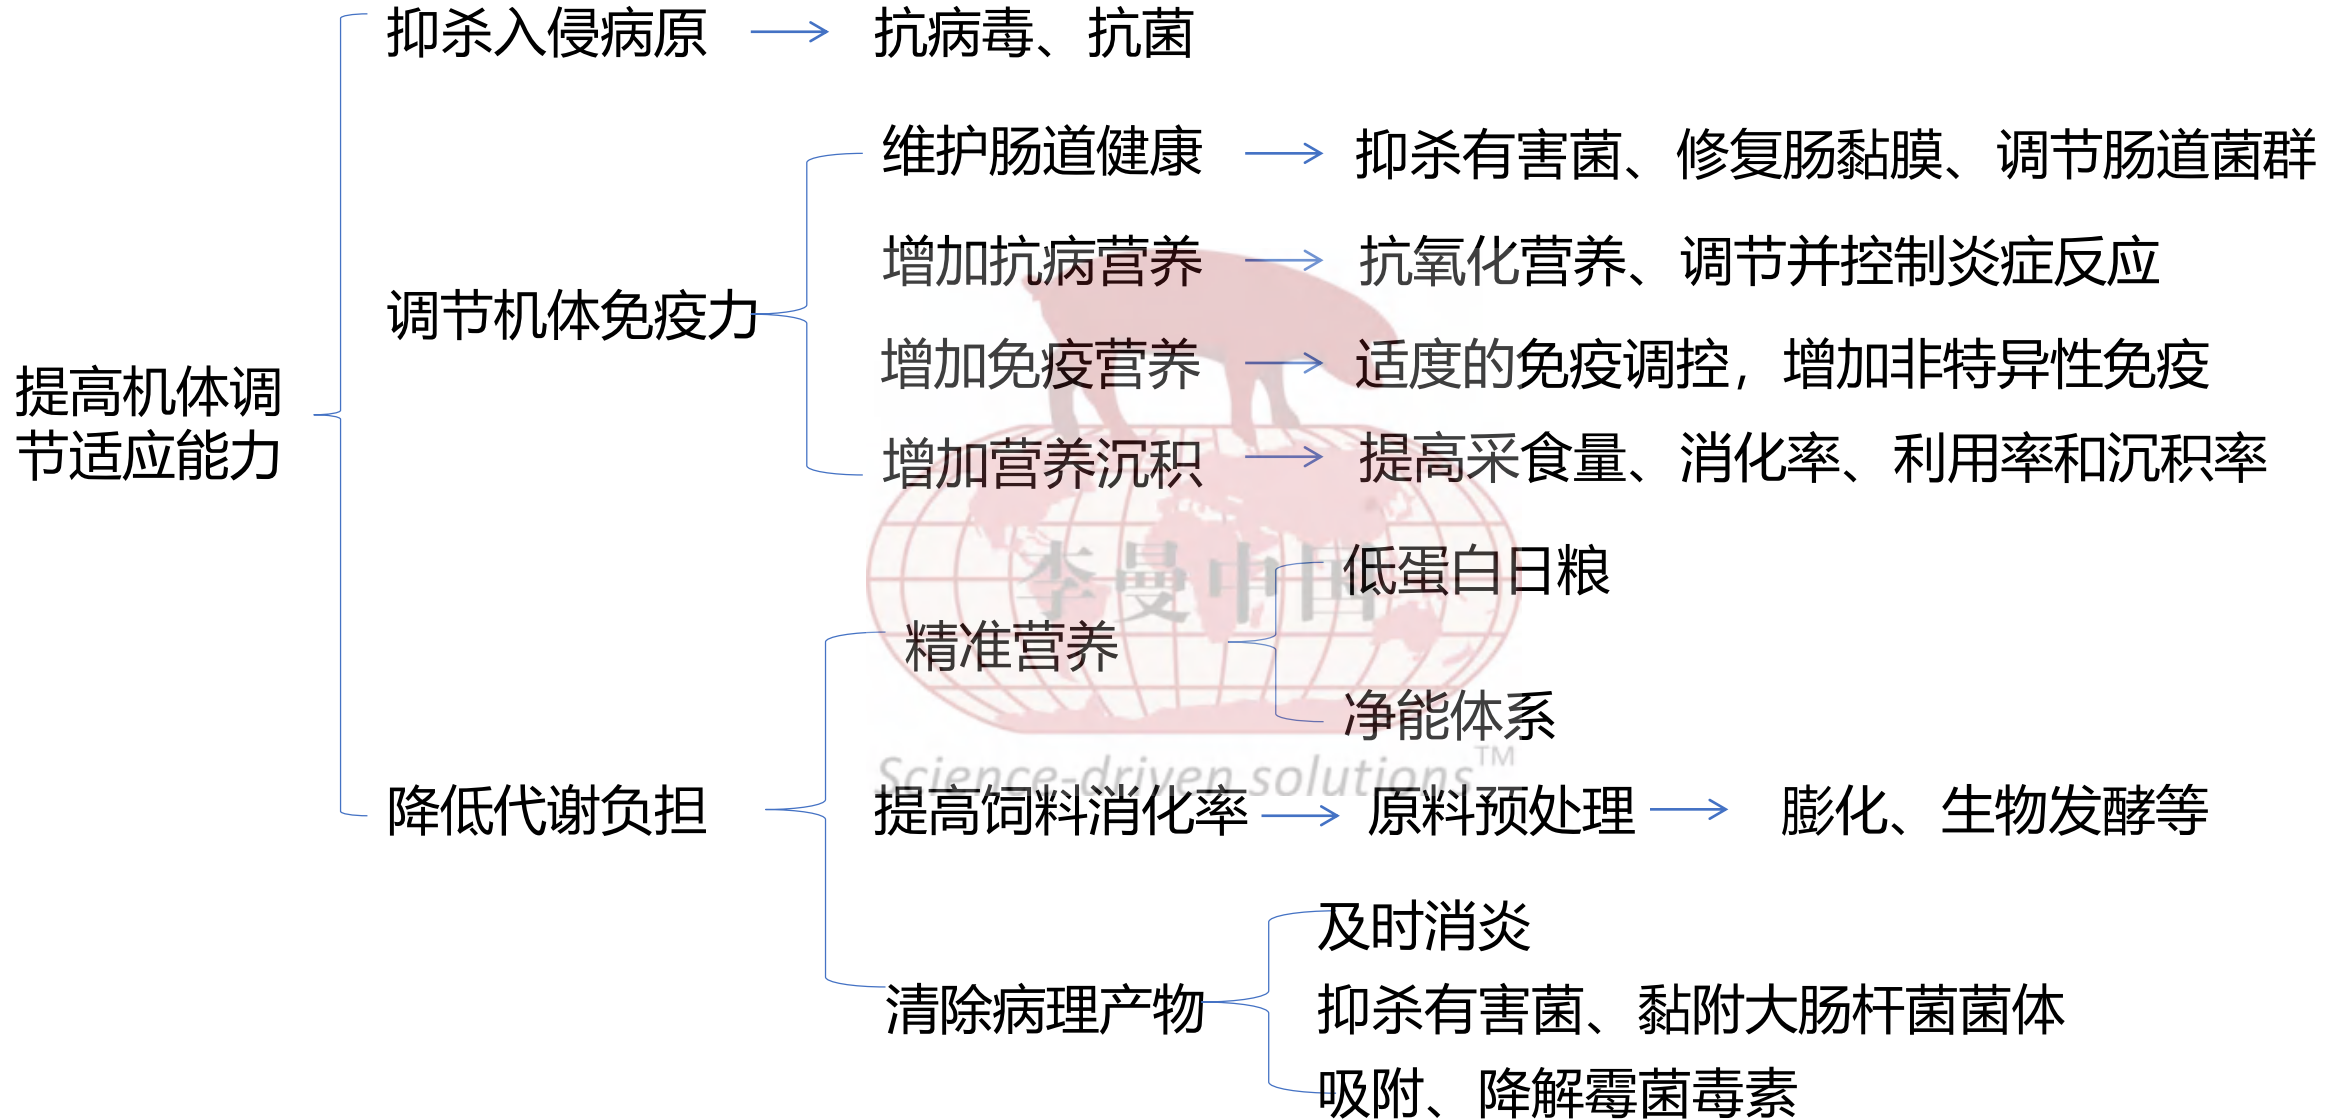 抑杀入侵病原
抗病毒、抗菌
维护肠道健康
抑杀有害菌、修复肠黏膜、调节肠道菌群
增加抗病营养
抗氧化营养、调节并控制炎症反应
调节机体免疫力
增加免疫营养
适度的免疫调控，增加非特异性免疫
提高机体调
节适应能力
增加营养沉积
提高采食量、消化率、利用率和沉积率
李曼中国
低蛋白日粮
精准营养
净能体系
Science-driven solutions™
降低代谢负担
提高饲料消化率
原料预处理
膨化、生物发酵等
及时消炎
清除病理产物
抑杀有害菌、黏附大肠杆菌菌体
吸附、降解霉菌毒素